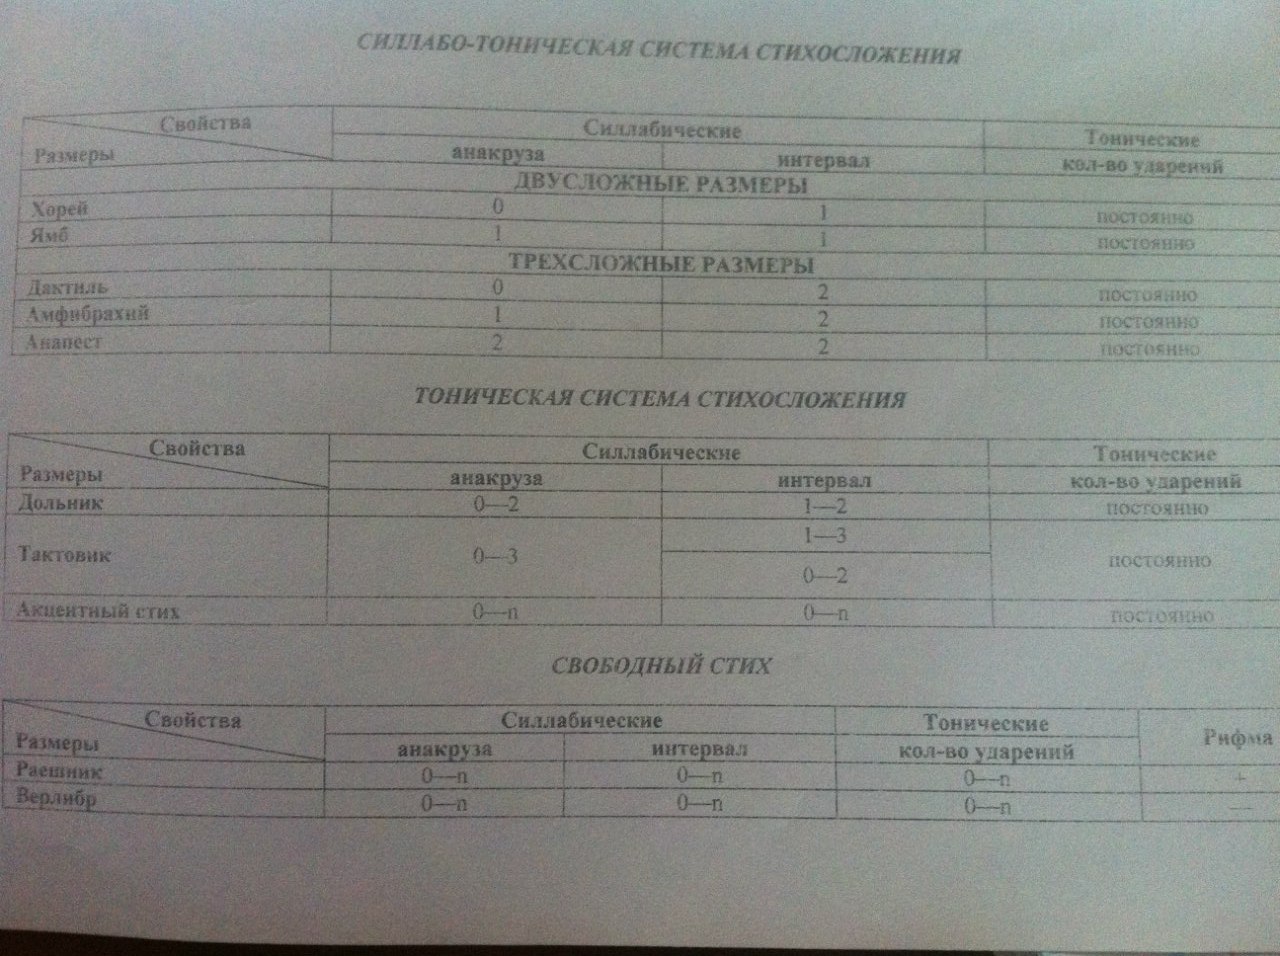 СИЛЛАБО-ТОНИЧЕСКАЯ СИСТЕМА СТИХОСЛОЖЕНИЯ
Свойства Силлабические Тонические
Размеры анакруза интервал кол-во ударений
ДВУСЛОЖНЫЕ РАЗМЕРЫ
Хорей 0 1 постоянно
Ямб 1 1 постоянно
ТРЕХСЛОЖНЫЕ РАЗМЕРЫ
Дактиль 0 2 постоянно
Амфибрахий 1 2 постоянно
Анапест 2 2 постоянно
ТОНИЧЕСКАЯ СИСТЕМА СТИХОСЛОЖЕНИЯ
Свойства Силлабические Тонические
Размеры анакруза интервал кол-во ударений
Дольник 0—2 1—2 постоянно
Тактовик 0—3 1—3 постоянно
0—2
Акцентный стих 0—n 0—n постоянно
СВОБОДНЫЙ СТИХ
Свойства Силлабические Тонические Рифма
Размеры анакруза интервал кол-во ударений
Раешник 0—n 0—n 0—n +
Верлибр 0—n 0—n 0—n —